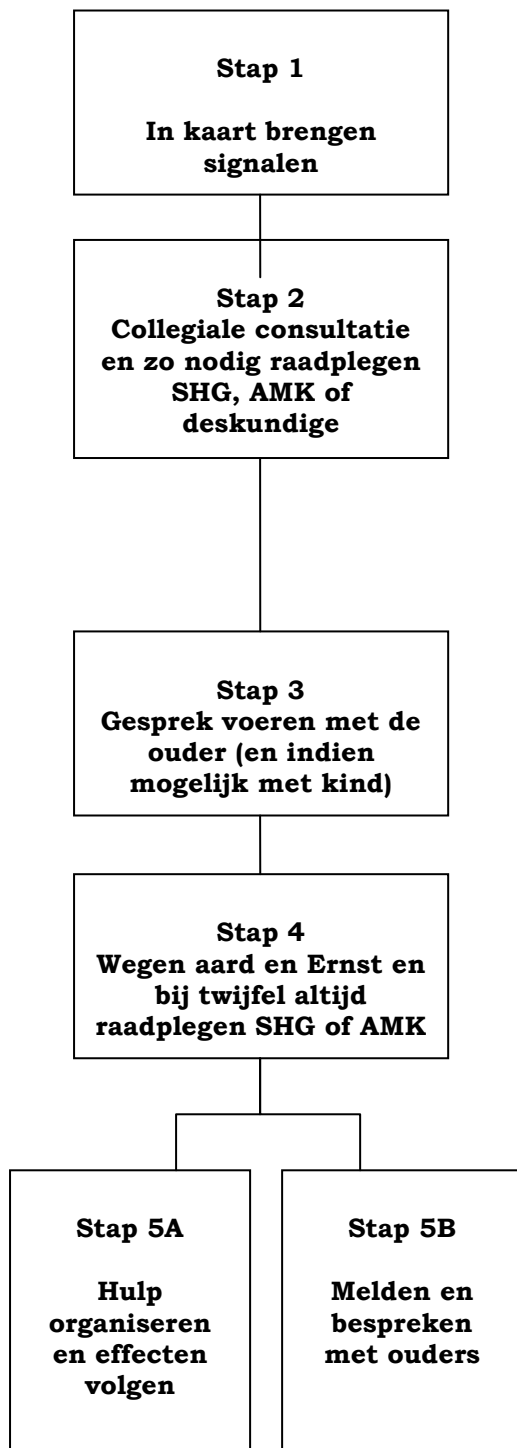 Stap 1
In kaart brengen
signalen
Stap 2
Collegiale consultatie
en zo nodig raadplegen
SHG, AMK of
deskundige
Stap 3
Gesprek voeren met de
ouder (en indien
mogelijk met kind)
Stap 4
Wegen aard en Ernst en
bij twijfel altijd
raadplegen SHG of AMK
Stap 5A
Hulp
organiseren
en effecten
volgen
Stap 5B
Melden en
bespreken
met ouders